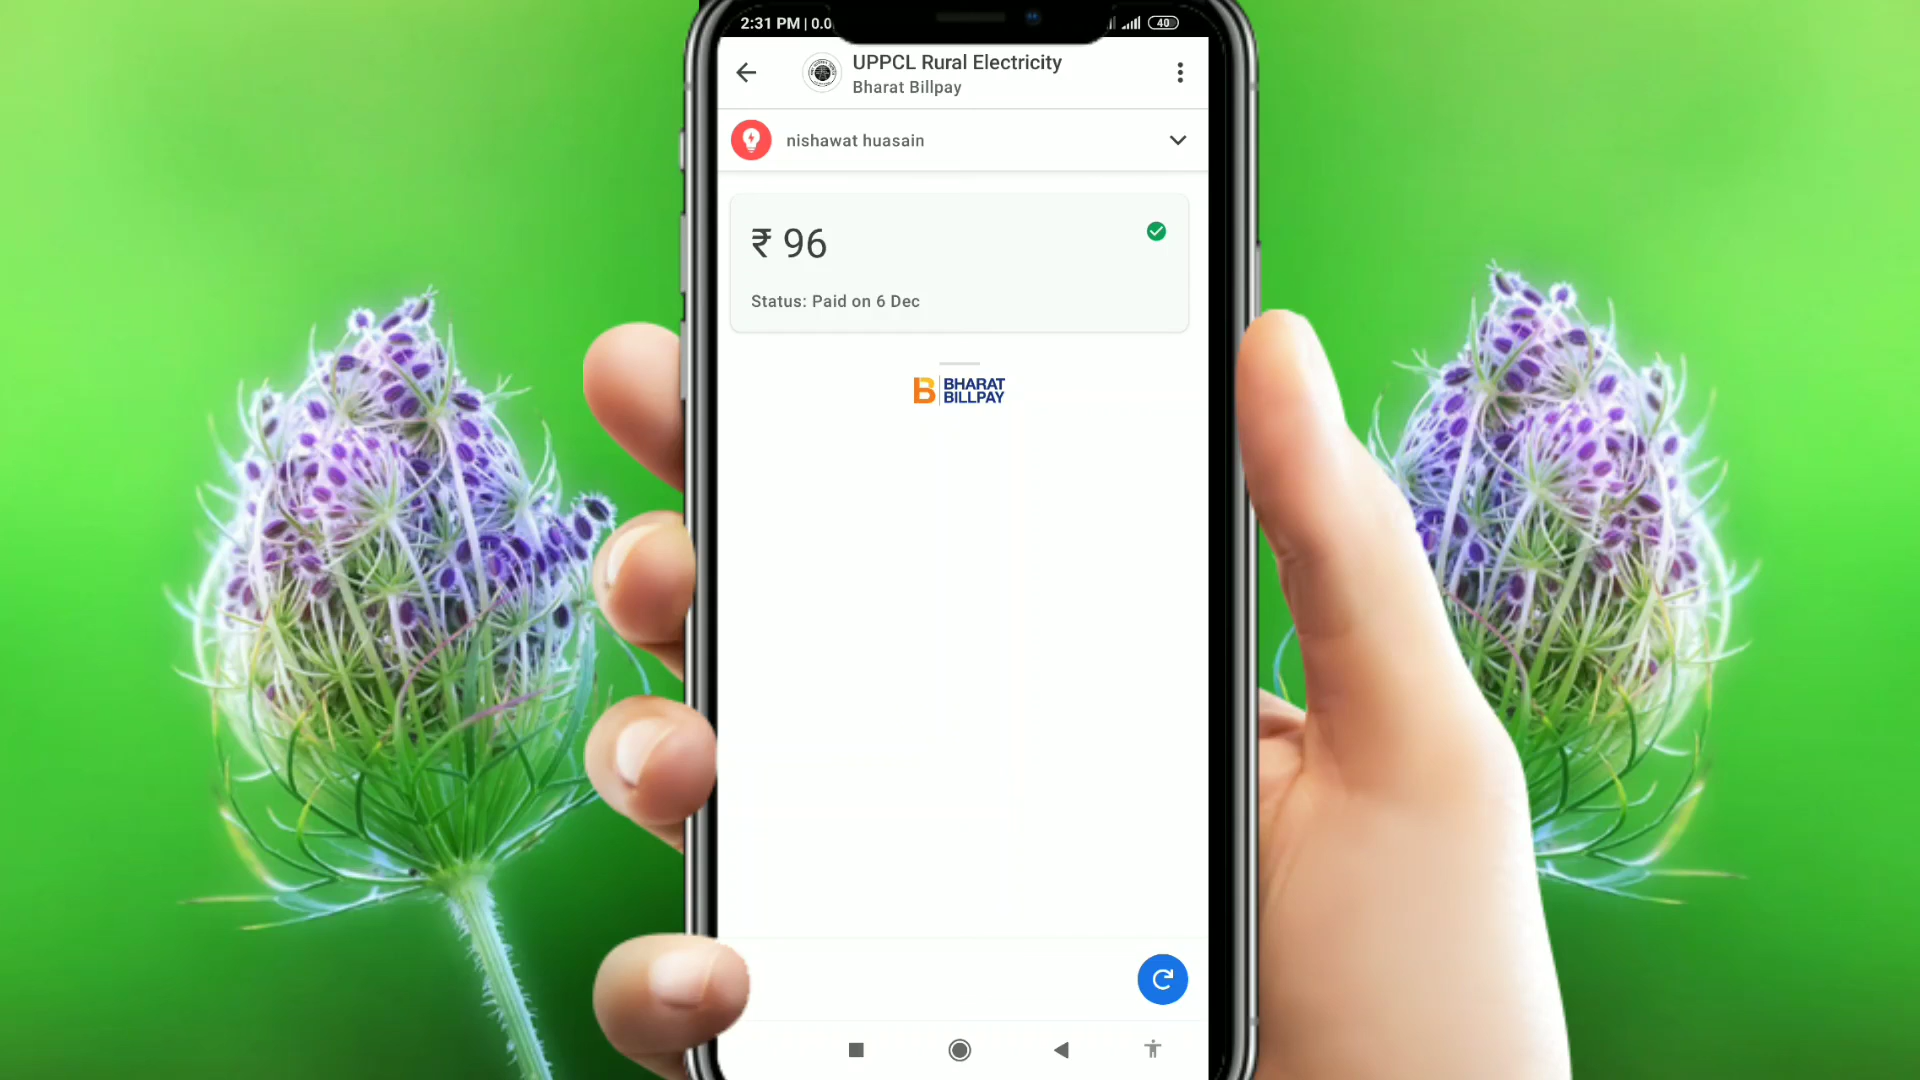 2:31 PM | 0.0
40
UPPCL Rural Electricity
Bharat Billpay
nishawat huasain
₹ 96
Status: Paid on 6 Dec
B BHARAT
BILLPAY